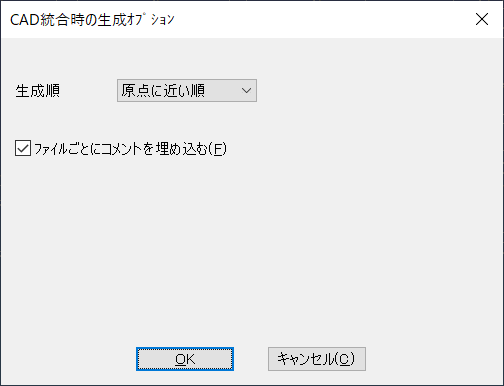 CAD統合時の生成ｵﾌﾟｼｮﾝ
生成順 原点に近い順
ファイルごとにコメントを埋め込む(F)
OK キャンセル(C)